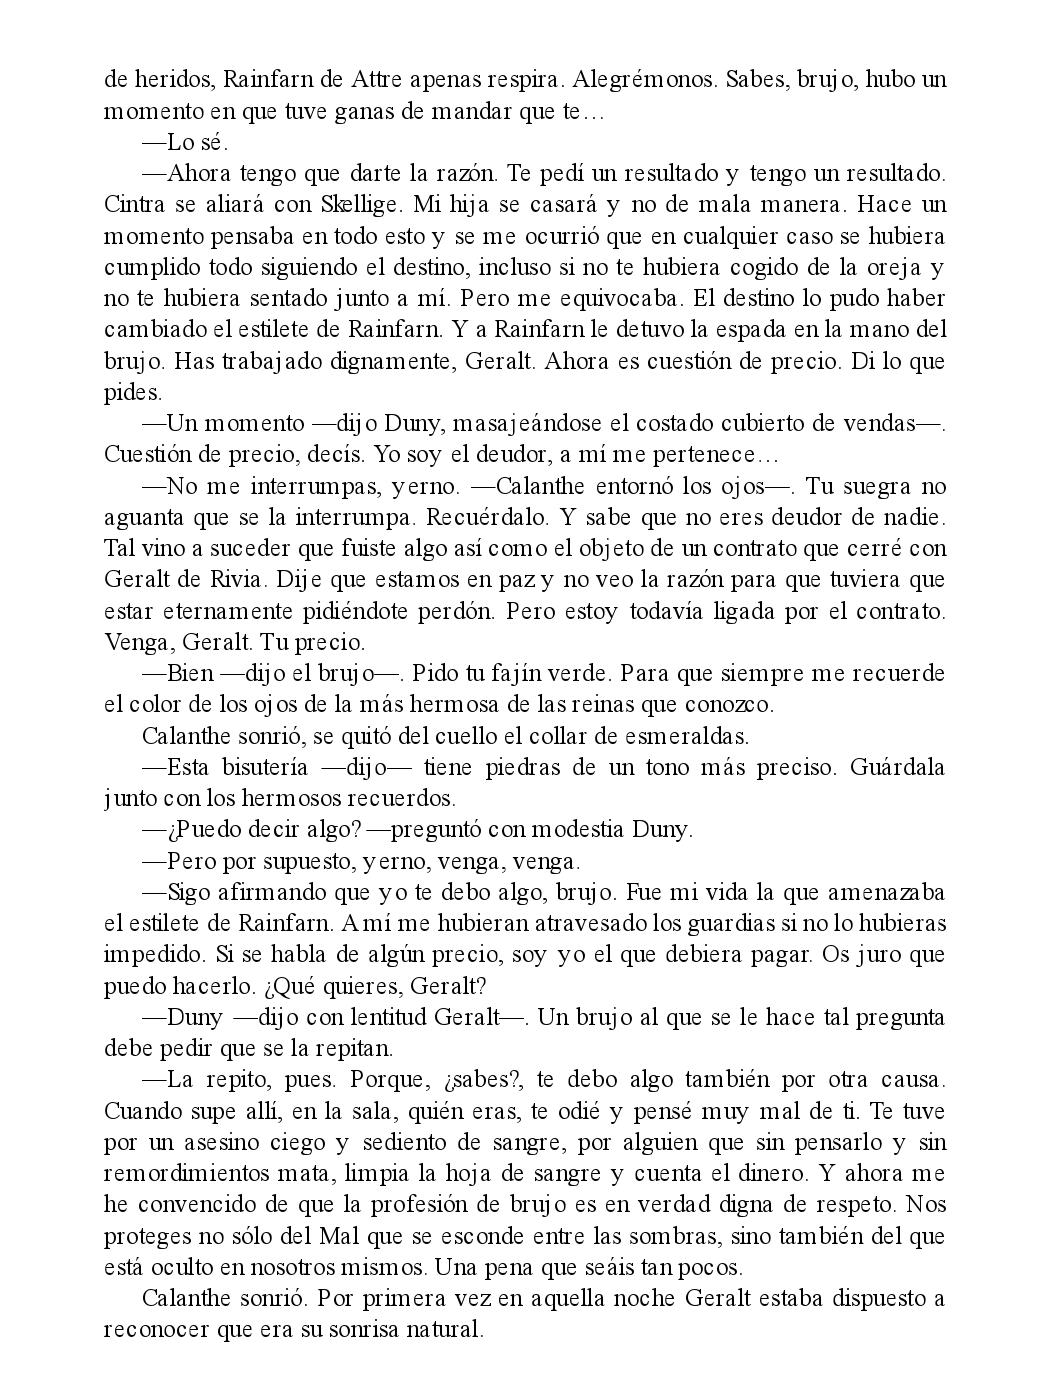 de heridos, Rainfarn de Attre apenas respira. Alegrémonos. Sabes, brujo, hubo un
momento en que tuve ganas de mandar que te…
—Lo sé.
—Ahora tengo que darte la razón. Te pedí un resultado y tengo un resultado.
Cintra se aliará con Skellige. Mi hija se casará y no de mala manera. Hace un
momento pensaba en todo esto y se me ocurrió que en cualquier caso se hubiera
cumplido todo siguiendo el destino, incluso si no te hubiera cogido de la oreja y
no te hubiera sentado junto a mí. Pero me equivocaba. El destino lo pudo haber
cambiado el estilete de Rainfarn. Y a Rainfarn le detuvo la espada en la mano del
brujo. Has trabajado dignamente, Geralt. Ahora es cuestión de precio. Di lo que
pides.
—Un momento —dijo Duny, masajeándose el costado cubierto de vendas—.
Cuestión de precio, decís. Yo soy el deudor, a mí me pertenece…
—No me interrumpas, yerno. —Calanthe entornó los ojos—. Tu suegra no
aguanta que se la interrumpa. Recuérdalo. Y sabe que no eres deudor de nadie.
Tal vino a suceder que fuiste algo así como el objeto de un contrato que cerré con
Geralt de Rivia. Dije que estamos en paz y no veo la razón para que tuviera que
estar eternamente pidiéndote perdón. Pero estoy todavía ligada por el contrato.
Venga, Geralt. Tu precio.
—Bien —dijo el brujo—. Pido tu fajín verde. Para que siempre me recuerde
el color de los ojos de la más hermosa de las reinas que conozco.
Calanthe sonrió, se quitó del cuello el collar de esmeraldas.
—Esta bisutería —dijo— tiene piedras de un tono más preciso. Guárdala
junto con los hermosos recuerdos.
—¿Puedo decir algo? —preguntó con modestia Duny.
—Pero por supuesto, yerno, venga, venga.
—Sigo afirmando que yo te debo algo, brujo. Fue mi vida la que amenazaba
el estilete de Rainfarn. A mí me hubieran atravesado los guardias si no lo hubieras
impedido. Si se habla de algún precio, soy yo el que debiera pagar. Os juro que
puedo hacerlo. ¿Qué quieres, Geralt?
—Duny —dijo con lentitud Geralt—. Un brujo al que se le hace tal pregunta
debe pedir que se la repitan.
—La repito, pues. Porque, ¿sabes?, te debo algo también por otra causa.
Cuando supe allí, en la sala, quién eras, te odié y pensé muy mal de ti. Te tuve
por un asesino ciego y sediento de sangre, por alguien que sin pensarlo y sin
remordimientos mata, limpia la hoja de sangre y cuenta el dinero. Y ahora me
he convencido de que la profesión de brujo es en verdad digna de respeto. Nos
proteges no sólo del Mal que se esconde entre las sombras, sino también del que
está oculto en nosotros mismos. Una pena que seáis tan pocos.
Calanthe sonrió. Por primera vez en aquella noche Geralt estaba dispuesto a
reconocer que era su sonrisa natural.